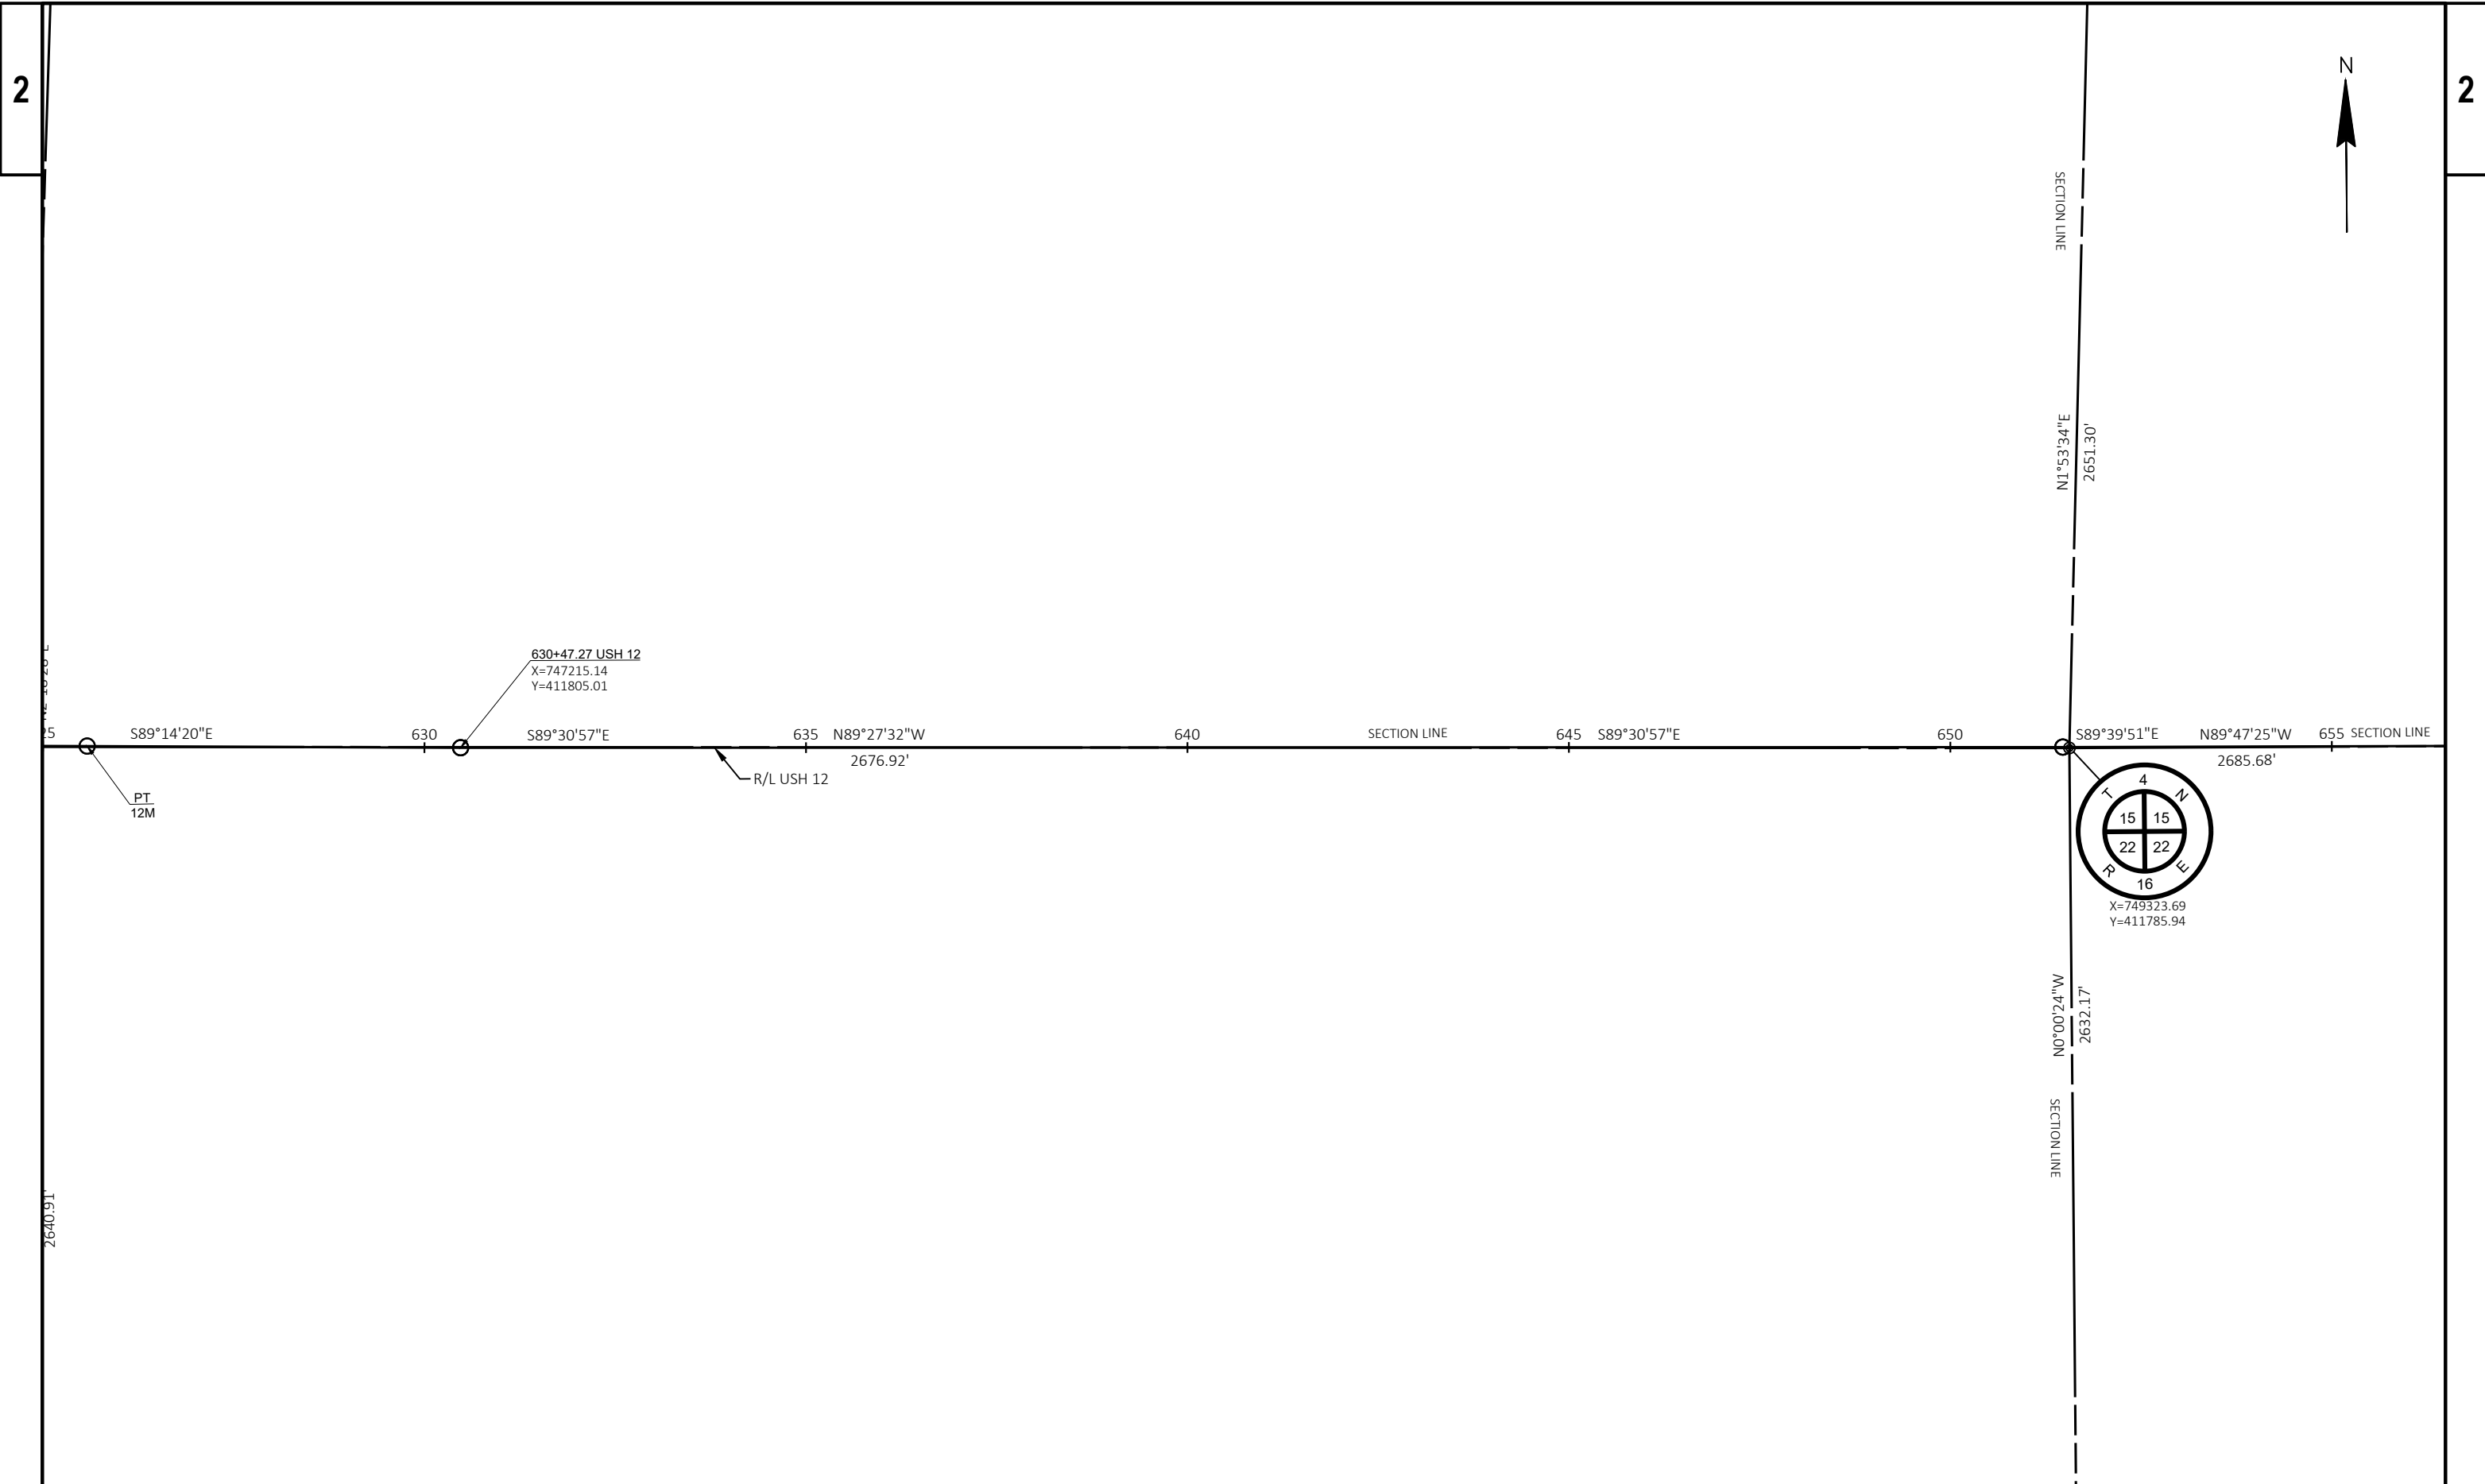 2
2
N
SECTION LINE
N1°53'34"E
2651.30'
630+47.27 USH 12
X=747215.14
Y=411805.01
S89°14'20"E
630
S89°30'57"E
635
N89°27'32"W
640
SECTION LINE
645
S89°30'57"E
650
S89°39'51"E
N89°47'25"W
655
SECTION LINE
2676.92'
2685.68'
R/L USH 12
PT
12M
4
T
N
15
15
22
22
R
E
16
X=749323.69
Y=411785.94
N0°00'24"W
2632.17'
SECTION LINE
2640.91'